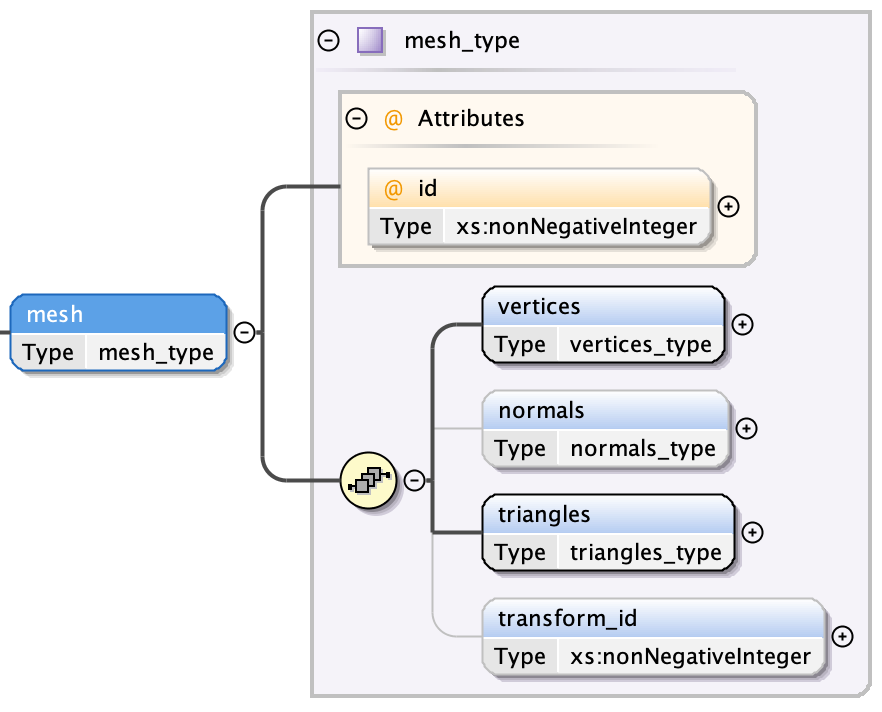 mesh_type
@ Attributes
@ id
Type xs:nonNegativeInteger
mesh
Type mesh_type
vertices
Type vertices_type
normals
Type normals_type
triangles
Type triangles_type
transform_id
Type xs:nonNegativeInteger